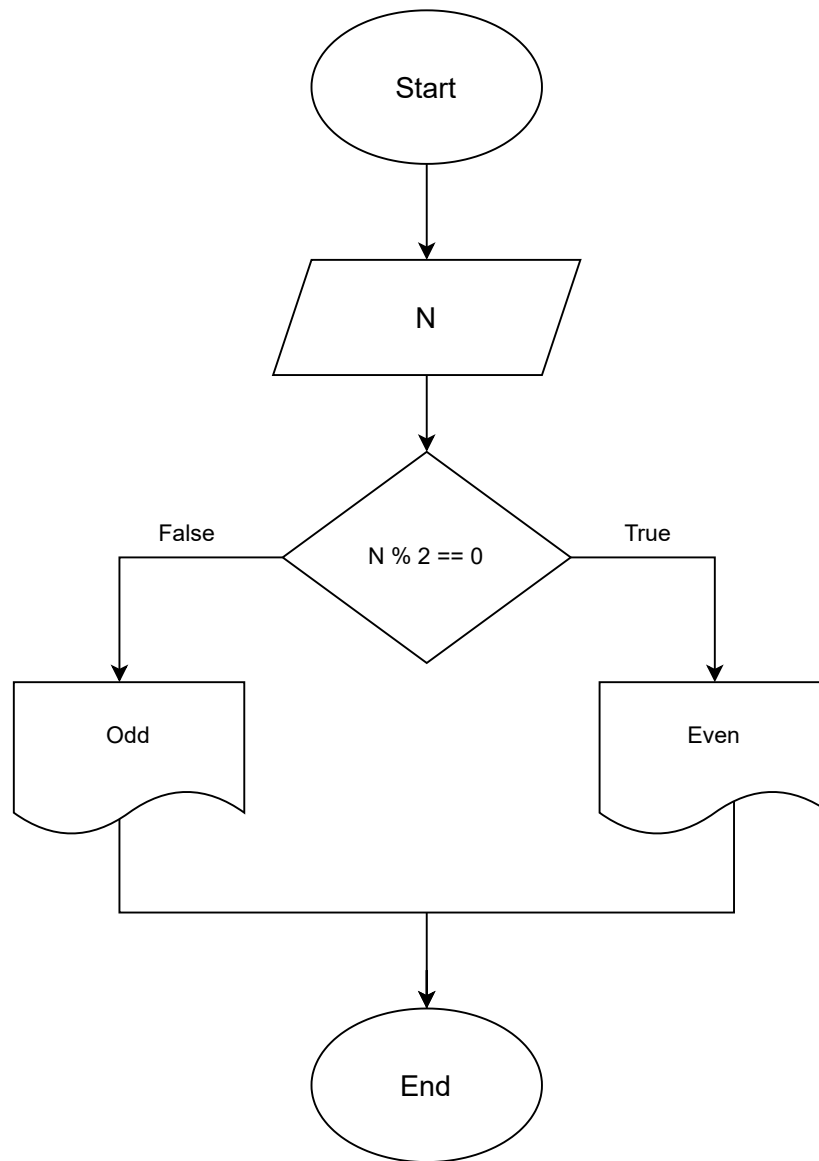 Start
N
False
True
N % 2 == 0
Odd
Even
End